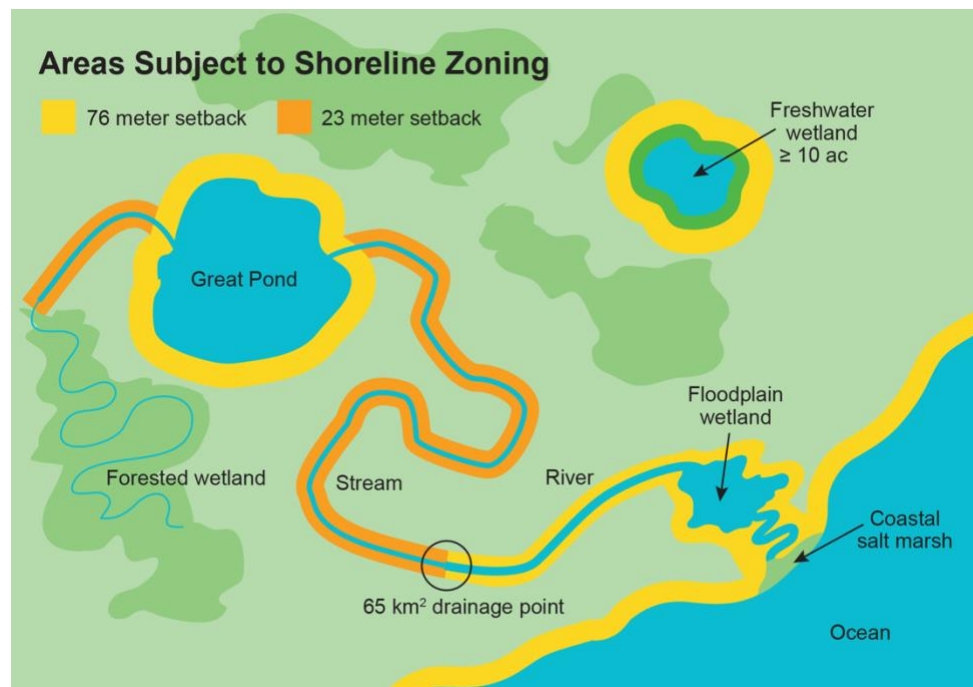 Areas Subject to Shoreline Zoning
76 meter setback
23 meter setback
Freshwater
wetland
≥ 10 ac
Great Pond
Floodplain
wetland
Forested wetland
Stream
River
Coastal
salt marsh
65 km² drainage point
Ocean